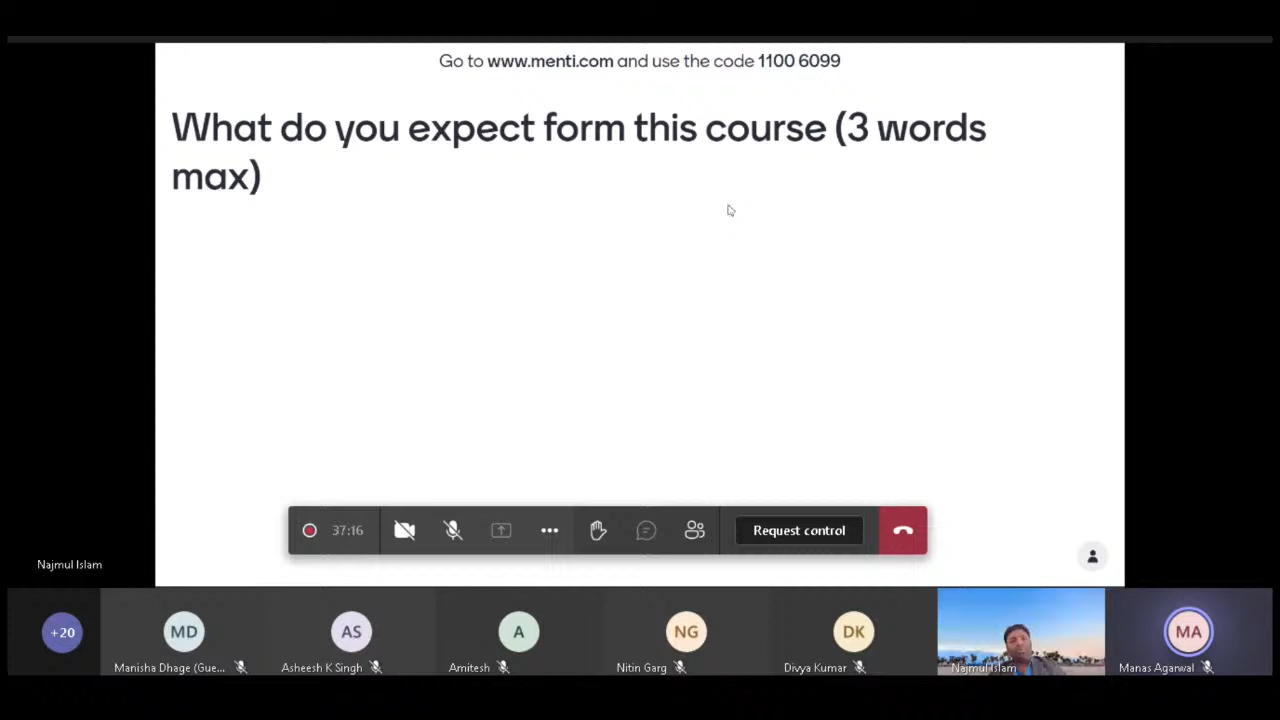 Go to www.menti.com and use the code 1100 6099
What do you expect form this course (3 words
max)
37:16
Request control
Najmul Islam
+20
MD
AS
A
NG
DK
MA
Manisha Dhage (Gue...
Asheesh K Singh
Amitesh
Nitin Garg
Divya Kumar
Najmul Islam
Manas Agarwal